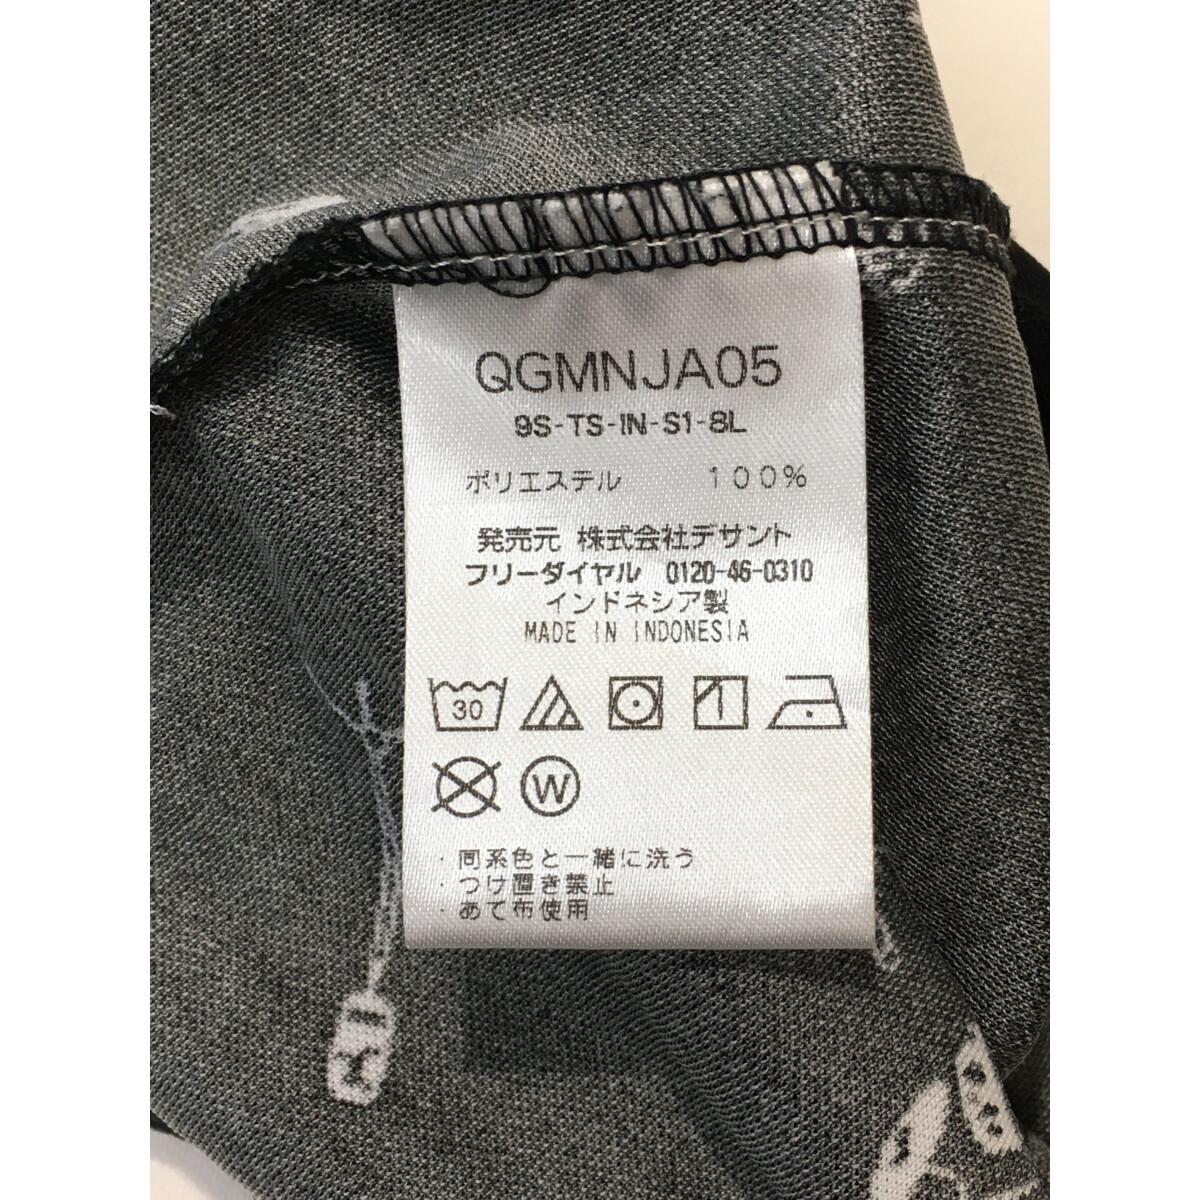 QGMNJA05
9S-TS-IN-S1-8L
ポリエステル 100%
発売元 株式会社デサント
フリーダイヤル 0120-46-0310
インドネシア製
MADE IN INDONESIA
30
W
・同系色と一緒に洗う
・つけ置き禁止
・あて布使用